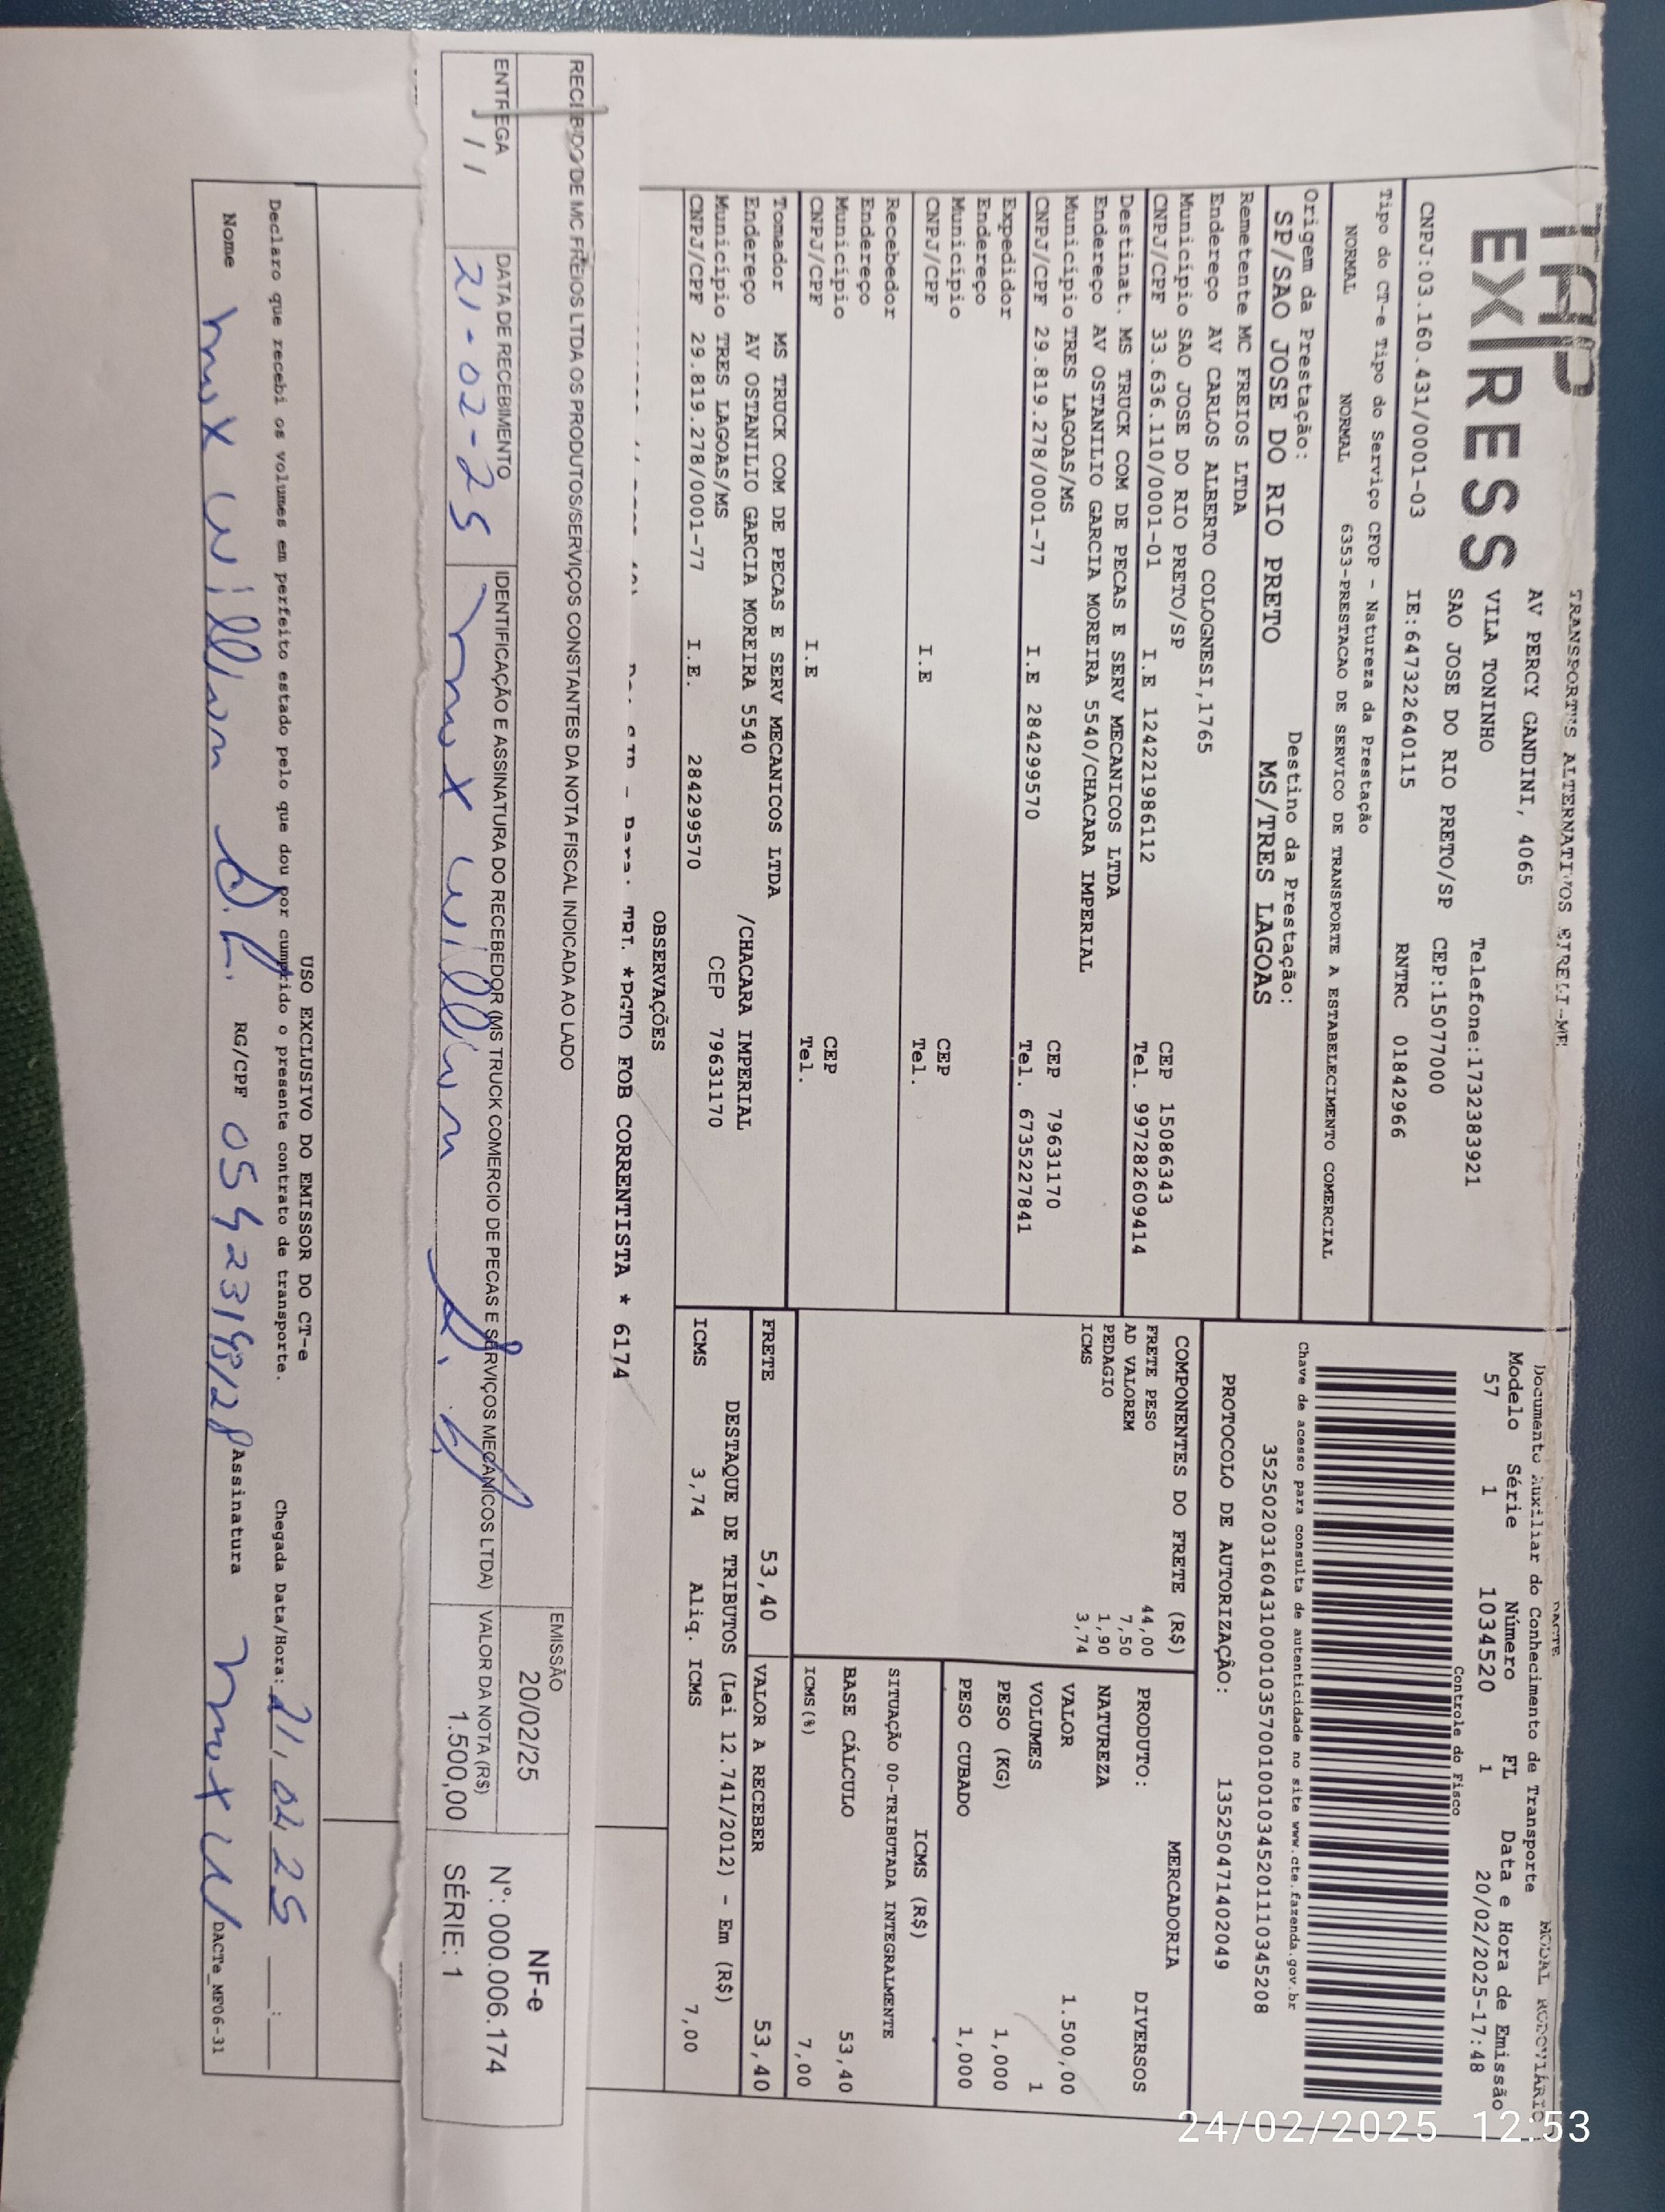 TAP
EXPRESS
TRANSPORTES ALTERNATIVOS EIRELI-ME
AV PERCY GANDINI, 4065
VILA TONINHO Telefone:1732383921
SAO JOSE DO RIO PRETO/SP CEP:15077000
CNPJ:03.160.431/0001-03 IE:647322640115 RNTRC 01842966
Tipo do CT-e Tipo do Serviço CFOP - Natureza da Prestação
NORMAL NORMAL 6353-PRESTACAO DE SERVICO DE TRANSPORTE A ESTABELECIMENTO COMERCIAL
Origem da Prestação: Destino da Prestação:
SP/SAO JOSE DO RIO PRETO MS/TRES LAGOAS
Remetente MC FREIOS LTDA
Endereço AV CARLOS ALBERTO COLOGNESI,1765
Município SAO JOSE DO RIO PRETO/SP CEP 15086343
CNPJ/CPF 33.636.110/0001-01 I.E 124221986112 Tel. 997282609414
Destinat. MS TRUCK COM DE PECAS E SERV MECANICOS LTDA
Endereço AV OSTANILIO GARCIA MOREIRA 5540/CHACARA IMPERIAL
Município TRES LAGOAS/MS CEP 79631170
CNPJ/CPF 29.819.278/0001-77 I.E 284299570 Tel. 6735227841
Expedidor
Endereço
Município CEP
CNPJ/CPF I.E Tel.
Recebedor
Endereço
Município CEP
CNPJ/CPF I.E Tel.
Tomador MS TRUCK COM DE PECAS E SERV MECANICOS LTDA
Endereço AV OSTANILIO GARCIA MOREIRA 5540 /CHACARA IMPERIAL
Município TRES LAGOAS/MS CEP 79631170
CNPJ/CPF 29.819.278/0001-77 I.E. 284299570
DACTE MODAL RODOVIÁRIO
Documento Auxiliar do Conhecimento de Transporte
Modelo Série Número FL Data e Hora de Emissão
57 1 1034520 1 20/02/2025-17:48
Controle do Fisco
Chave de acesso para consulta de autenticidade no site www.cte.fazenda.gov.br
35250203160431000103570010010345201110345208
PROTOCOLO DE AUTORIZAÇÃO: 135250471402049
COMPONENTES DO FRETE (R$)
FRETE PESO 44,00
AD VALOREM 7,50
PEDAGIO 1,90
ICMS 3,74
MERCADORIA
PRODUTO: DIVERSOS
NATUREZA
VALOR 1.500,00
VOLUMES 1
PESO (KG) 1,000
PESO CUBADO 1,000
ICMS (R$)
SITUAÇÃO 00-TRIBUTADA INTEGRALMENTE
BASE CÁLCULO 53,40
ICMS(%) 7,00
FRETE 53,40 VALOR A RECEBER 53,40
DESTAQUE DE TRIBUTOS (Lei 12.741/2012) - Em (R$)
ICMS 3,74 Aliq. ICMS 7,00
OBSERVAÇÕES
TRI. *PGTO FOB CORRENTISTA * 6174
RECEBIDO DE MC FREIOS LTDA OS PRODUTOS/SERVIÇOS CONSTANTES DA NOTA FISCAL INDICADA AO LADO
EMISSÃO
20/02/25
ENTREGA DATA DE RECEBIMENTO IDENTIFICAÇÃO E ASSINATURA DO RECEBEDOR (MS TRUCK COMERCIO DE PECAS E SERVIÇOS MECANICOS LTDA) VALOR DA NOTA (R$)
21-02-25 max willian 1.500,00
NF-e
N°: 000.006.174
SÉRIE: 1
USO EXCLUSIVO DO EMISSOR DO CT-e
Declaro que recebi os volumes em perfeito estado pelo que dou por cumprido o presente contrato de transporte. Chegada Data/Hora: 21, 02, 25 __:__
Nome max willian RG/CPF Assinatura max w DACTe_MF06-31
24/02/2025 12:53